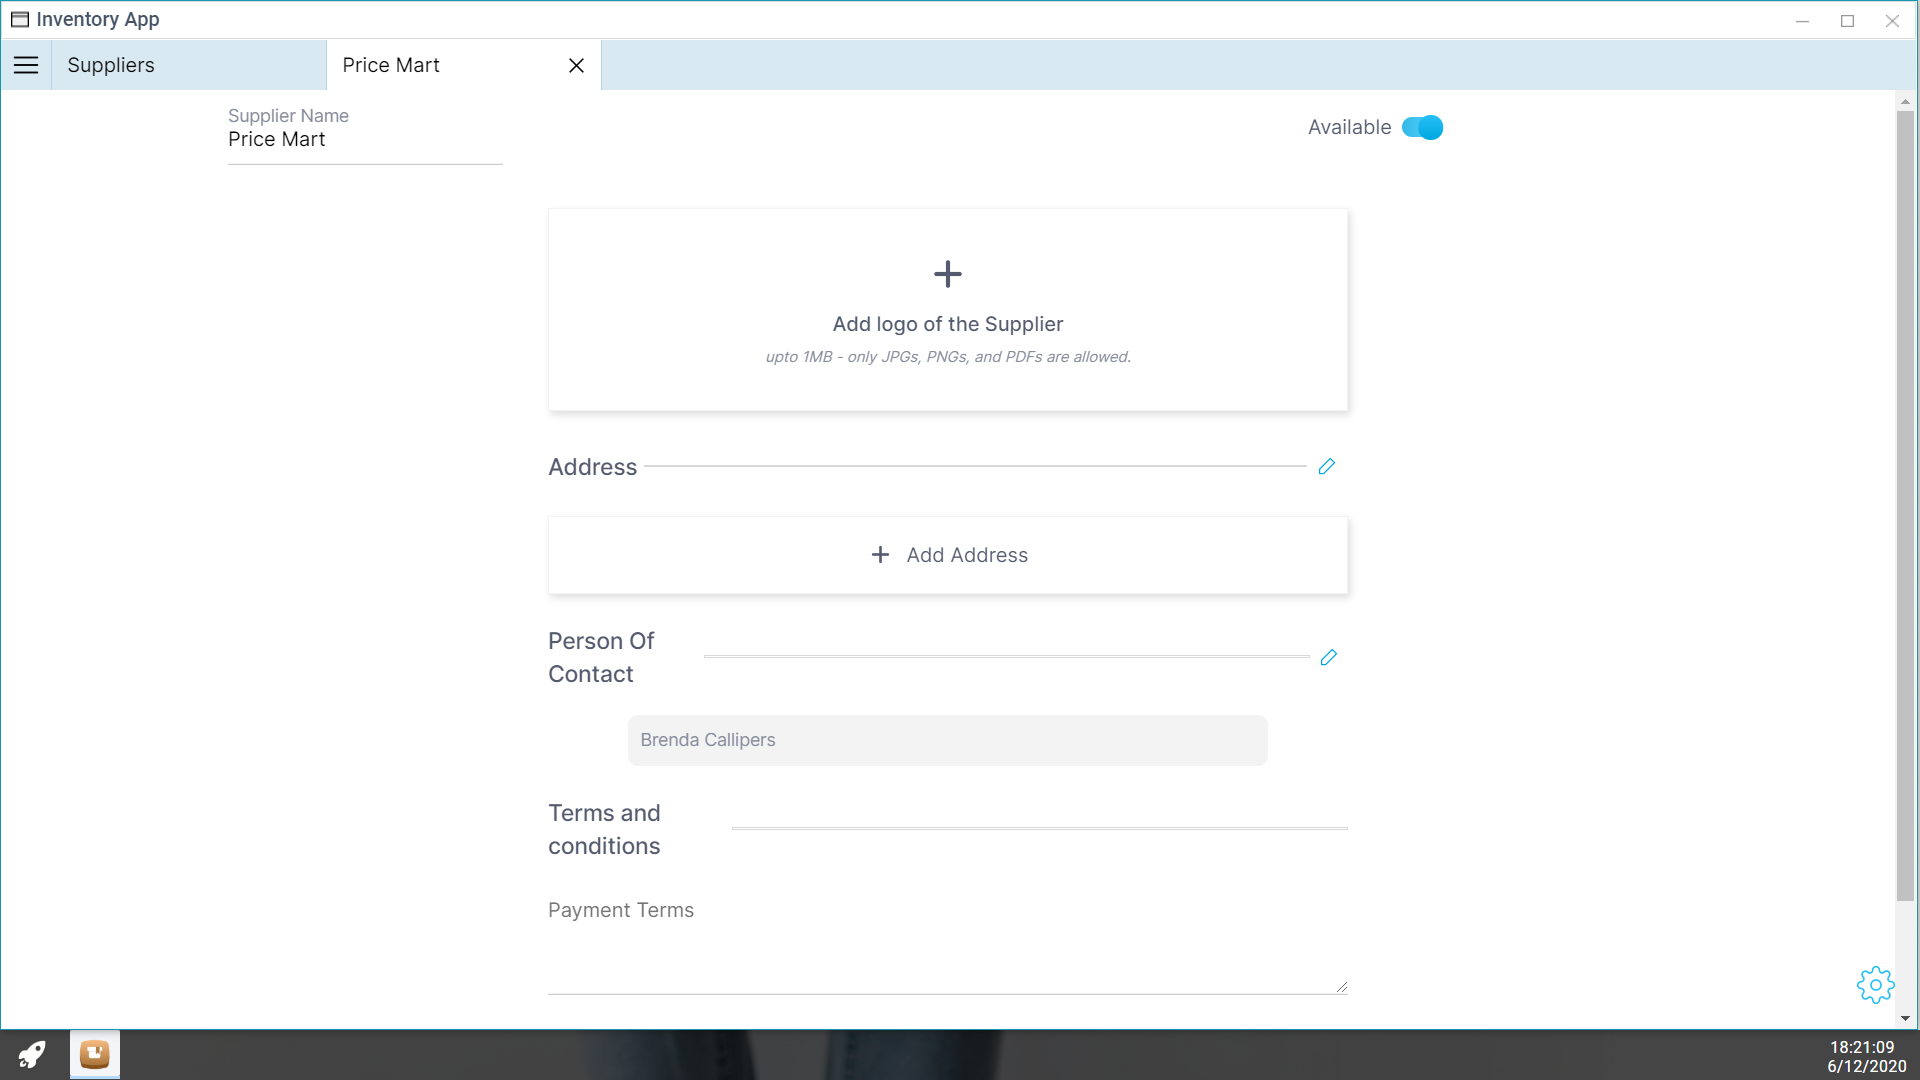 Inventory App
Suppliers
Price Mart
Supplier Name
Price Mart
Available
Add logo of the Supplier
upto 1MB - only JPGs, PNGs, and PDFs are allowed.
Address
Add Address
Person Of
Contact
Brenda Callipers
Terms and
conditions
Payment Terms
18:21:09
6/12/2020